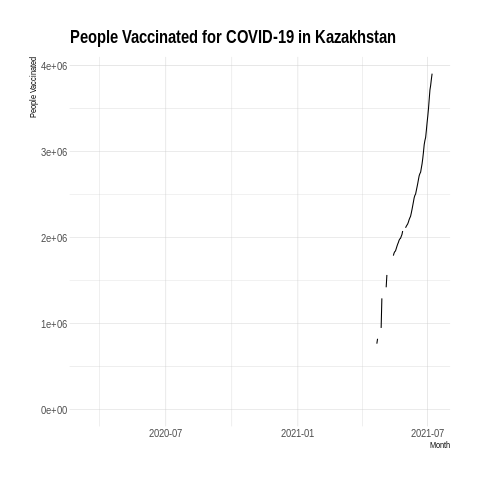 People Vaccinated for COVID-19 in Kazakhstan
People Vaccinated
4e+06
3e+06
2e+06
1e+06
0e+00
2020-07
2021-01
2021-07
Month